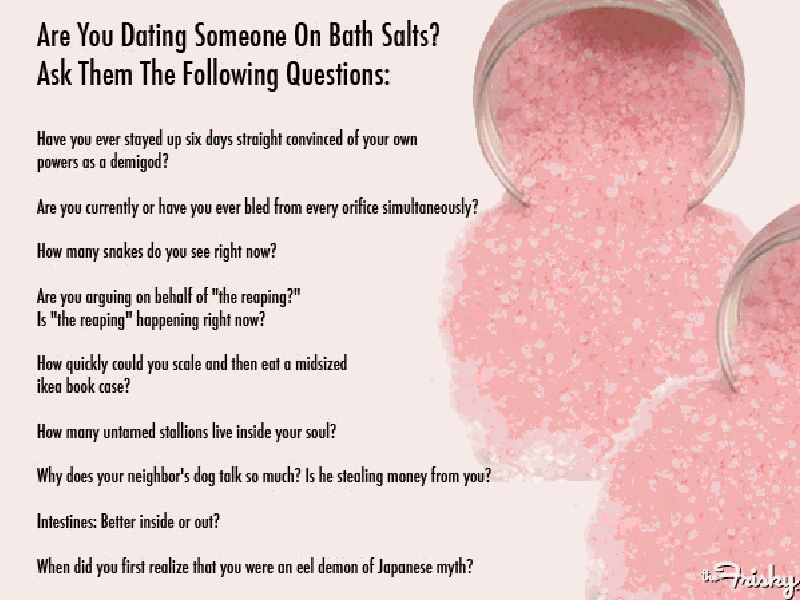 Are You Dating Someone On Bath Salts?
Ask Them The Following Questions:
Have you ever stayed up six days straight convinced of your own
powers as a demigod?
Are you currently or have you ever bled from every orifice simultaneously?
How many snakes do you see right now?
Are you arguing on behalf of "the reaping?"
Is "the reaping" happening right now?
How quickly could you scale and then eat a midsized
ikea book case?
How many untamed stallions live inside your soul?
Why does your neighbor's dog talk so much? Is he stealing money from you?
Intestines: Better inside or out?
When did you first realize that you were an eel demon of Japanese myth?
the Frisky